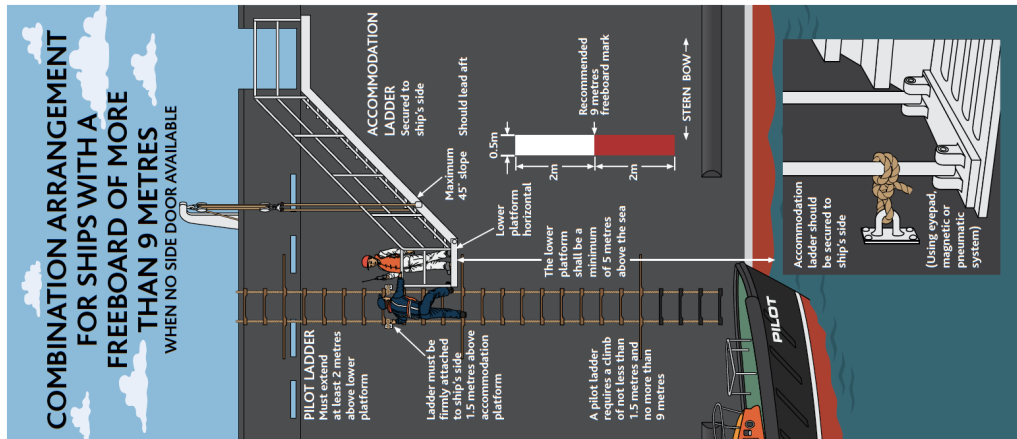 COMBINATION ARRANGEMENT
FOR SHIPS WITH A
FREEBOARD OF MORE
THAN 9 METRES
WHEN NO SIDE DOOR AVAILABLE
PILOT LADDER
Must extend
at least 2 metres
above lower
platform
Ladder must be
firmly attached
to ship's side
1.5 metres above
accommodation
platform
A pilot ladder
requires a climb
of not less than
1.5 metres and
no more than
9 metres
ACCOMMODATION
LADDER
Secured to
ship's side
Should lead aft
Maximum
45˚ slope
Lower
platform
horizontal
The lower
platform
shall be a
minimum
of 5 metres
above the sea
0.5m
2m
2m
Recommended
9 metres
freeboard mark
STERN BOW
PILOT
Accommodation
ladder should
be secured to
ship's side
(Using eyepad,
magnetic or
pneumatic
system)